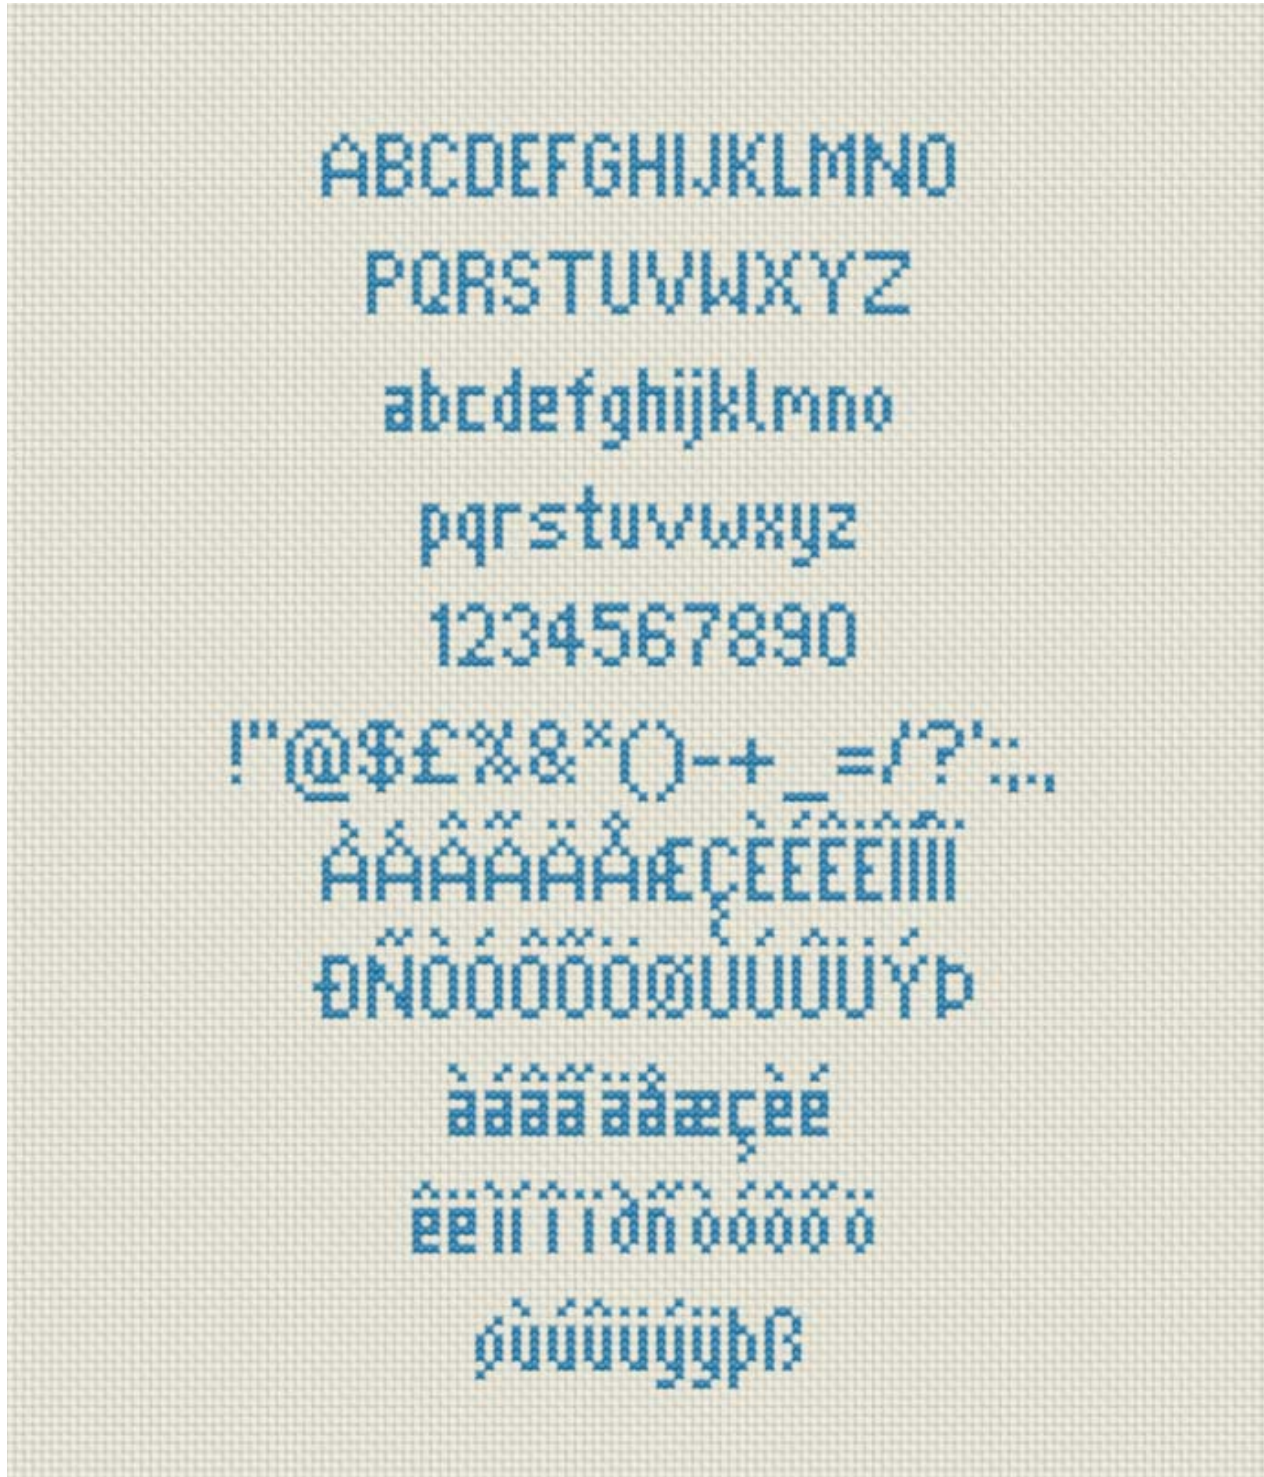 ABCDEFGHIJKLMNO
PQRSTUVWXYZ
abcdefghijklmno
pqrstuvwxyz
1234567890
!"@$£%&*()-+_=/?':;.,
ÀÁÂÃÄÅÆÇÈÉÊËÌÍÎÏ
ÐÑÒÓÔÕÖØÙÚÛÜÝÞ
àáâãäåæçèé
êëìíîïðñòóôõö
øùúûüýÿþß